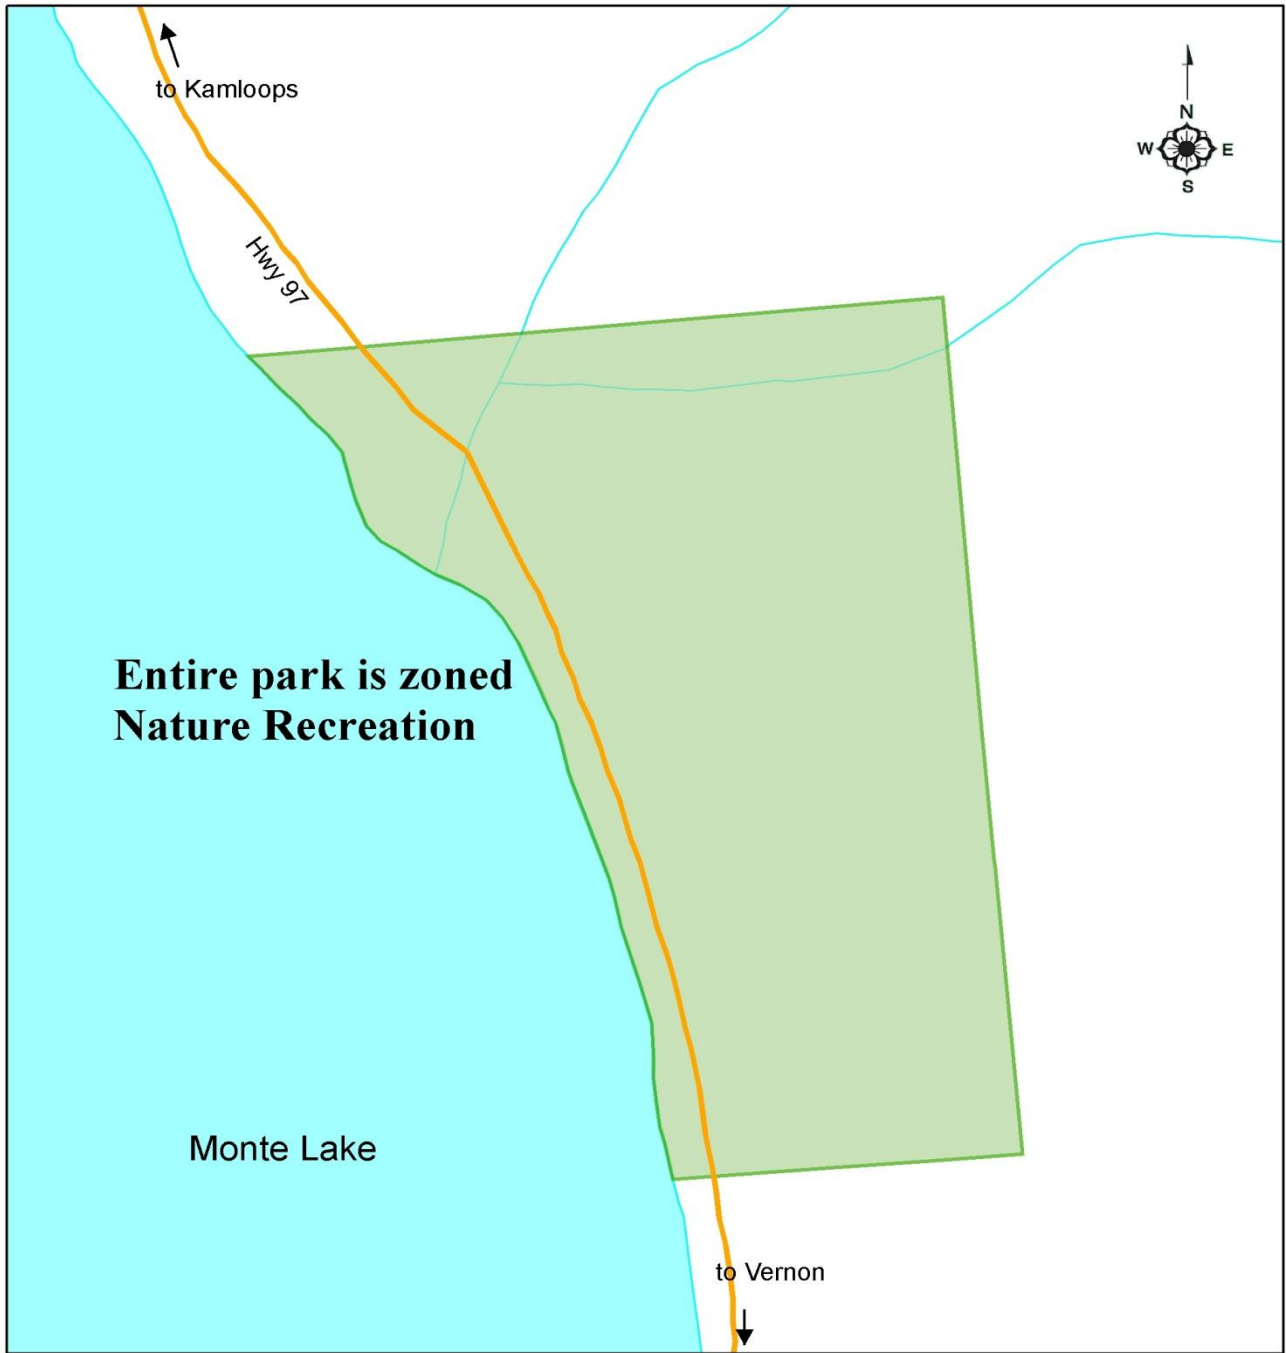 to Kamloops
N
W E
S
Hwy 97
Entire park is zoned
Nature Recreation
Monte Lake
to Vernon